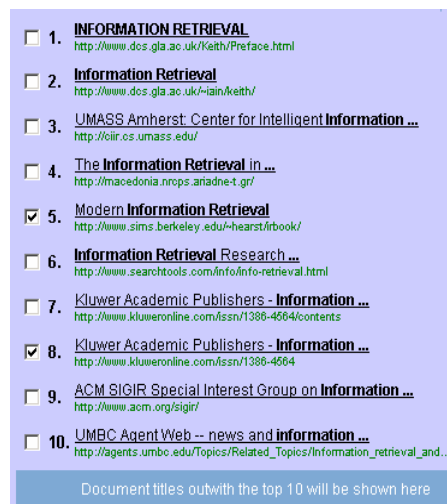 1. INFORMATION RETRIEVAL
http://www.dcs.gla.ac.uk/Keith/Preface.html
2. Information Retrieval
http://www.dcs.gla.ac.uk/~iain/keith/
3. UMASS Amherst: Center for Intelligent Information ...
http://ciir.cs.umass.edu/
4. The Information Retrieval in ...
http://macedonia.nrcps.ariadne-t.gr/
5. Modern Information Retrieval
http://www.sims.berkeley.edu/~hearst/irbook/
6. Information Retrieval Research ...
http://www.searchtools.com/info/info-retrieval.html
7. Kluwer Academic Publishers - Information ...
http://www.kluweronline.com/issn/1386-4564/contents
8. Kluwer Academic Publishers - Information ...
http://www.kluweronline.com/issn/1386-4564
9. ACM SIGIR Special Interest Group on Information ...
http://www.acm.org/sigir/
10. UMBC Agent Web -- news and information ...
http://agents.umbc.edu/Topics/Related_Topics/Information_retrieval_and...
Document titles outwith the top 10 will be shown here